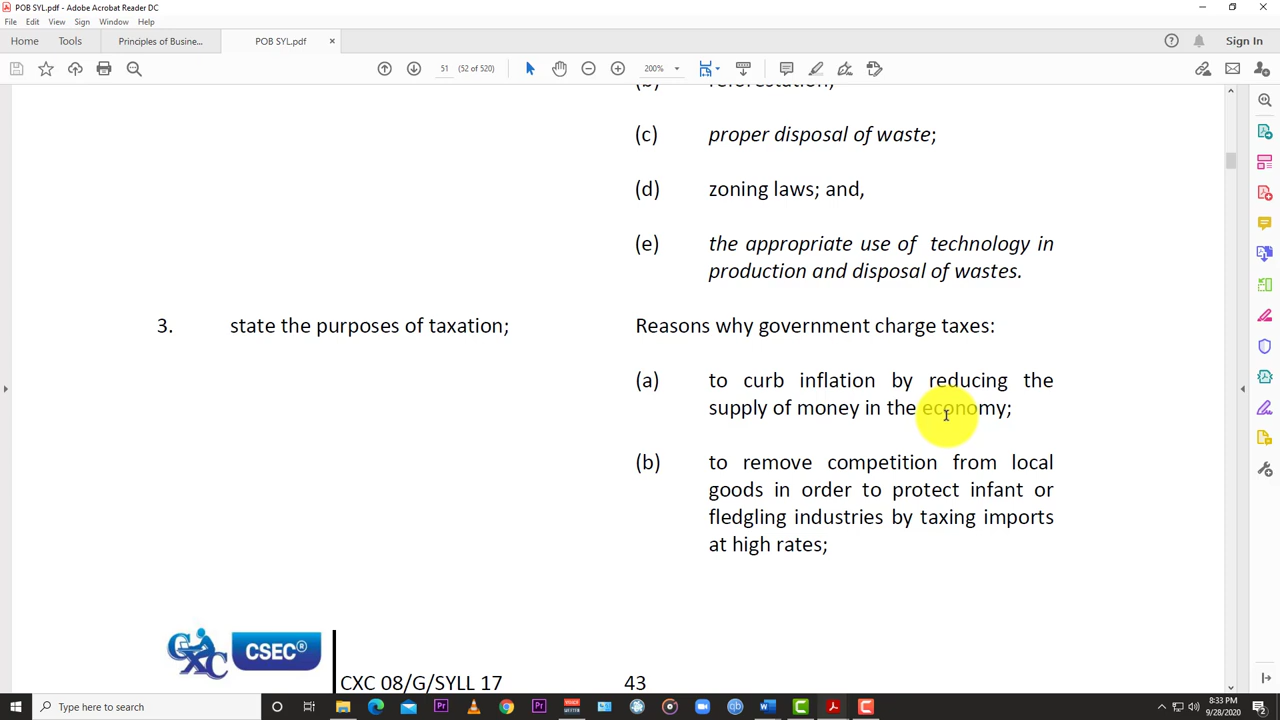 POB SYL.pdf - Adobe Acrobat Reader DC
File Edit View Sign Window Help
Home Tools Principles of Busine... POB SYL.pdf × Sign In
51 (52 of 520) 200%
(b) reforestation;
(c) proper disposal of waste;
(d) zoning laws; and,
(e) the appropriate use of technology in
production and disposal of wastes.
3. state the purposes of taxation; Reasons why government charge taxes:
(a) to curb inflation by reducing the
supply of money in the economy;
(b) to remove competition from local
goods in order to protect infant or
fledgling industries by taxing imports
at high rates;
CXC CSEC®
CXC 08/G/SYLL 17 43
Type here to search
8:33 PM
9/28/2020